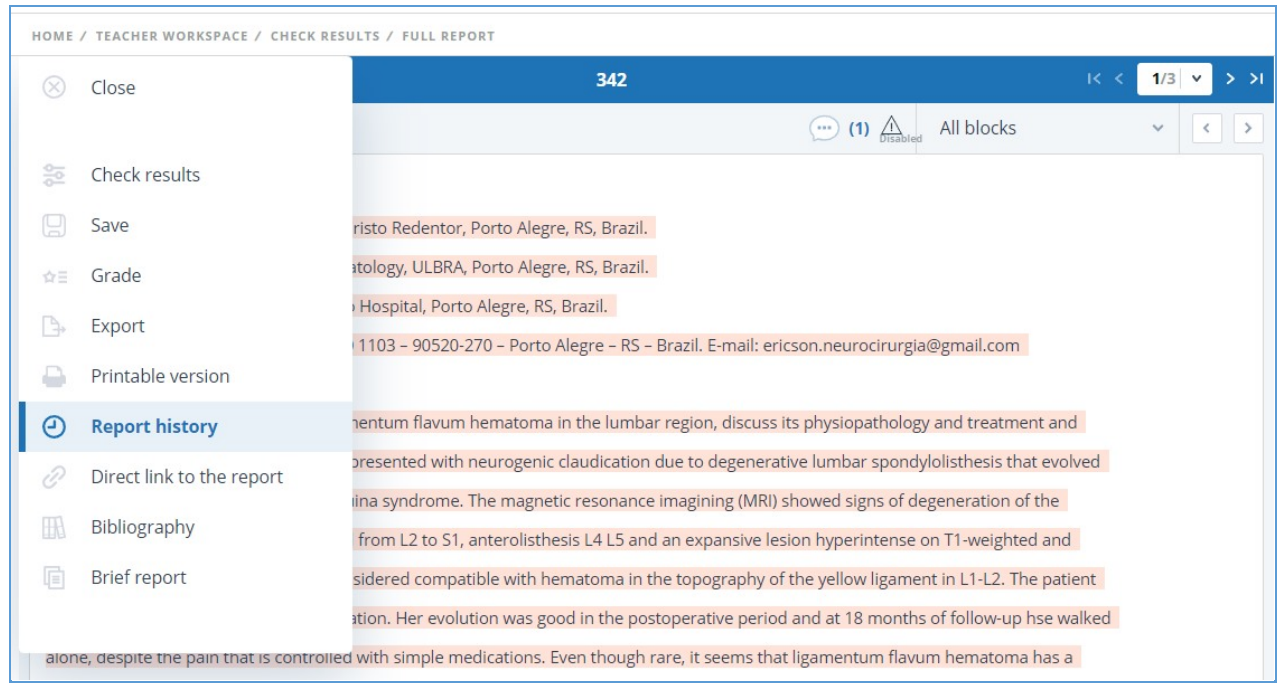 HOME / TEACHER WORKSPACE / CHECK RESULTS / FULL REPORT
Close
342
1/3
(1)
Disabled
All blocks
Check results
Save
Grade
Export
Printable version
Report history
Direct link to the report
Bibliography
Brief report
risto Redentor, Porto Alegre, RS, Brazil.
atology, ULBRA, Porto Alegre, RS, Brazil.
Hospital, Porto Alegre, RS, Brazil.
1103 – 90520-270 – Porto Alegre – RS – Brazil. E-mail: ericson.neurocirurgia@gmail.com
mentum flavum hematoma in the lumbar region, discuss its physiopathology and treatment and
presented with neurogenic claudication due to degenerative lumbar spondylolisthesis that evolved
ina syndrome. The magnetic resonance imagining (MRI) showed signs of degeneration of the
from L2 to S1, anterolisthesis L4 L5 and an expansive lesion hyperintense on T1-weighted and
sidered compatible with hematoma in the topography of the yellow ligament in L1-L2. The patient
ation. Her evolution was good in the postoperative period and at 18 months of follow-up hse walked
alone, despite the pain that is controlled with simple medications. Even though rare, it seems that ligamentum flavum hematoma has a